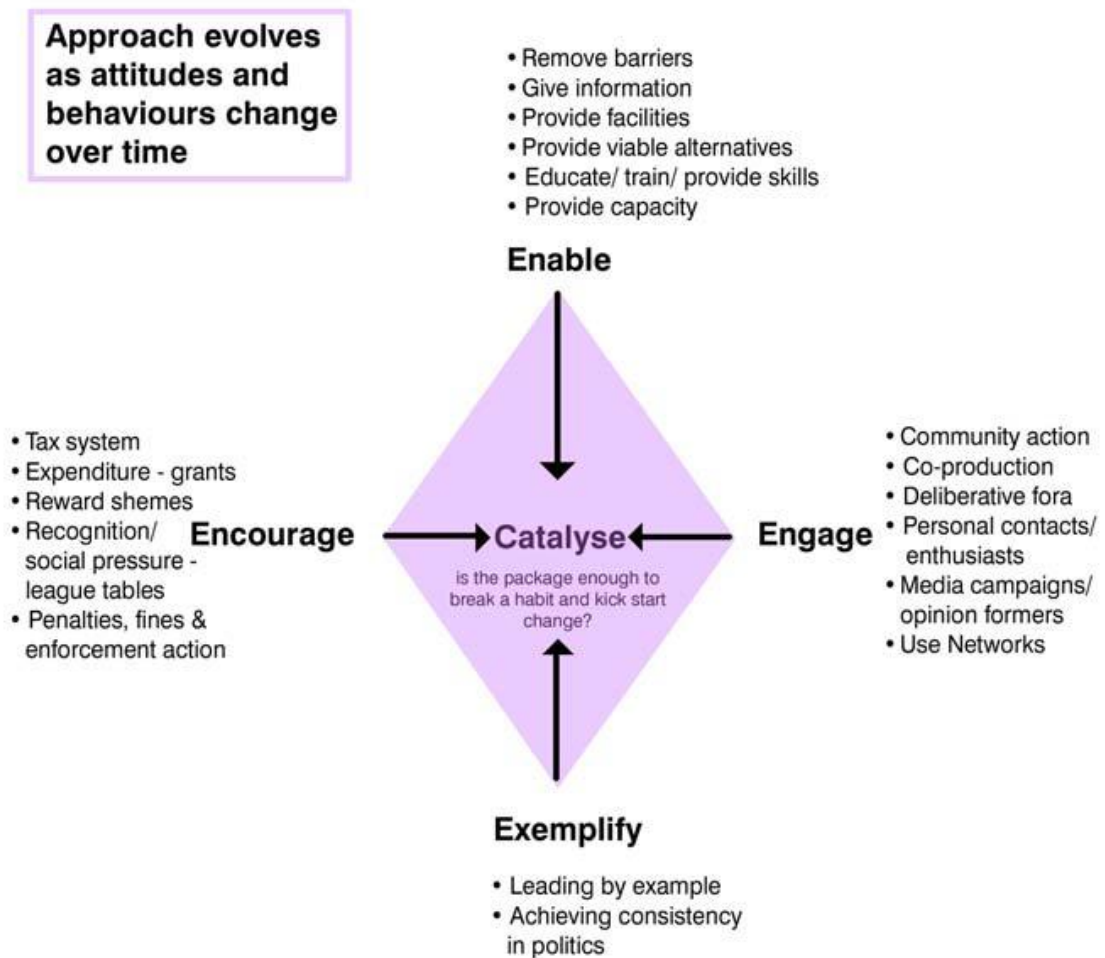 Approach evolves
as attitudes and
behaviours change
over time
• Remove barriers
• Give information
• Provide facilities
• Provide viable alternatives
• Educate/ train/ provide skills
• Provide capacity
Enable
• Tax system
• Expenditure - grants
• Reward shemes
• Recognition/
social pressure -
league tables
• Penalties, fines &
enforcement action
Encourage
Catalyse
is the package enough to
break a habit and kick start
change?
Engage
• Community action
• Co-production
• Deliberative fora
• Personal contacts/
enthusiasts
• Media campaigns/
opinion formers
• Use Networks
Exemplify
• Leading by example
• Achieving consistency
in politics